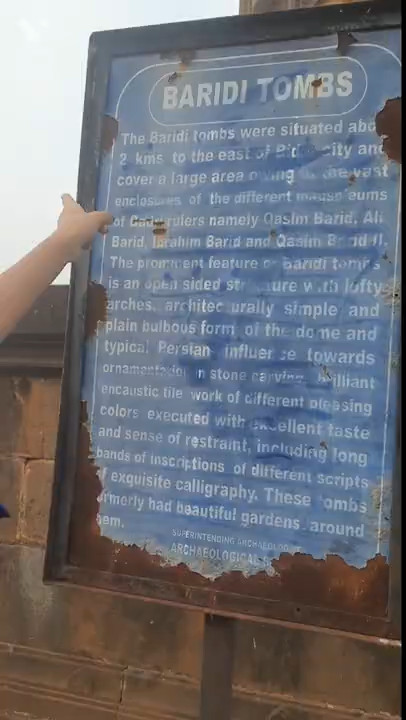 BARIDI TOMBS
The Baridi tombs were situated abo
2 kms to the east of Bidar city and
cover a large area owing to the vast
enclosures of the different mausoleums
of rulers namely Qasim Barid, Ali
Barid, Ibrahim Barid and Qasim Barid II.
The prominent feature of Baridi tombs
is an open sided structure with lofty
arches, architecturally simple and
plain bulbous form of the dome and
typical Persian influence towards
ornamentation in stone carving, brilliant
encaustic tile work of different pleasing
colors executed with excellent taste
and sense of restraint, including long
bands of inscriptions of different scripts
of exquisite calligraphy. These tombs
ormerly had beautiful gardens around
hem.
SUPERINTENDING ARCHAEOLOG
ARCHAEOLOGICAL